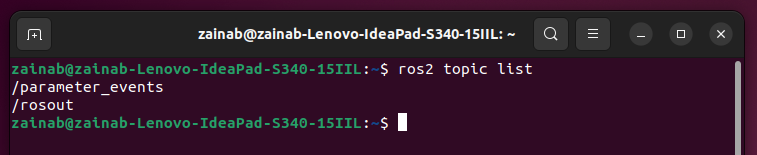 zainab@zainab-Lenovo-IdeaPad-S340-15IIL: ~
zainab@zainab-Lenovo-IdeaPad-S340-15IIL:~$ ros2 topic list
/parameter_events
/rosout
zainab@zainab-Lenovo-IdeaPad-S340-15IIL:~$